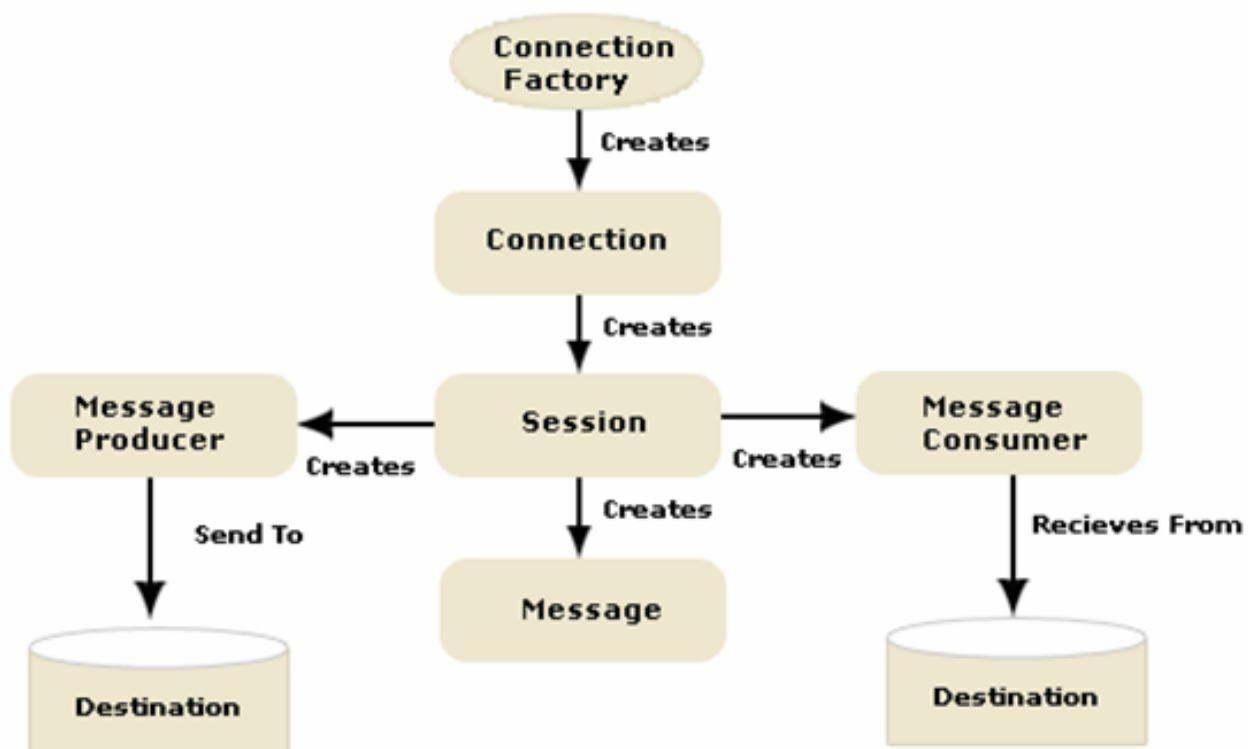 Connection
Factory
Creates
Connection
Creates
Message
Producer
Session
Message
Consumer
Creates
Creates
Creates
Send To
Recieves From
Message
Destination
Destination